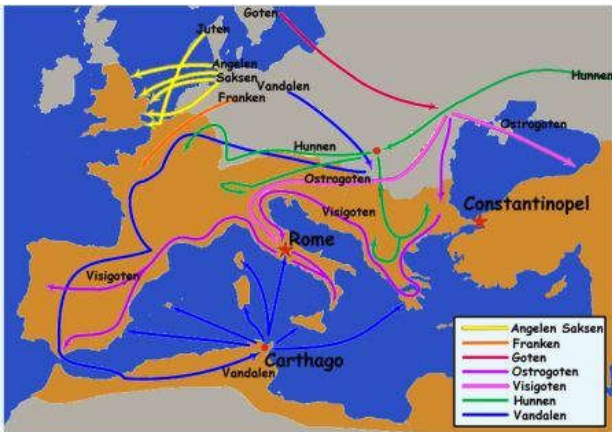 Goten
Juten
Angelen
Saksen
Franken
Vandalen
Hunnen
Hunnen
Ostrogoten
Ostrogoten
Visigoten
Constantinopel
Rome
Visigoten
Carthago
Vandalen
Angelen Saksen
Franken
Goten
Ostrogoten
Visigoten
Hunnen
Vandalen